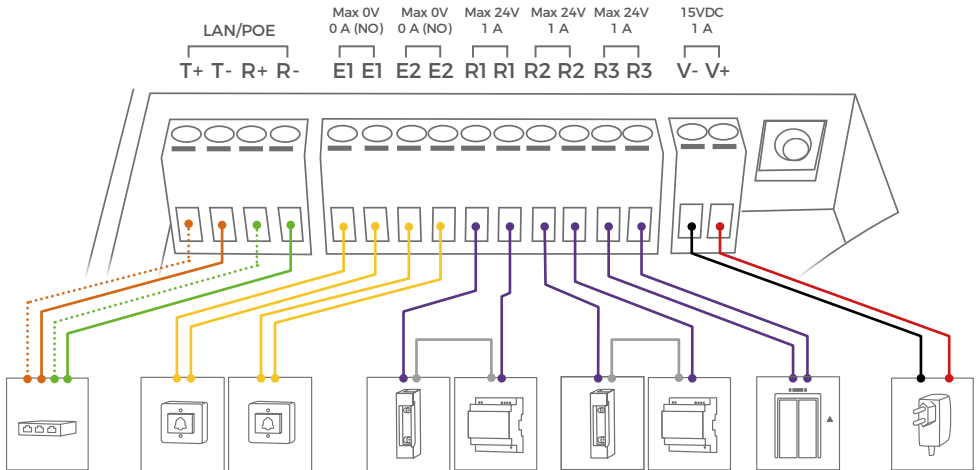 LAN/POE
T+ T- R+ R-
Max 0V
0 A (NO)
E1 E1
Max 0V
0 A (NO)
E2 E2
Max 24V
1 A
R1 R1
Max 24V
1 A
R2 R2
Max 24V
1 A
R3 R3
15VDC
1 A
V- V+